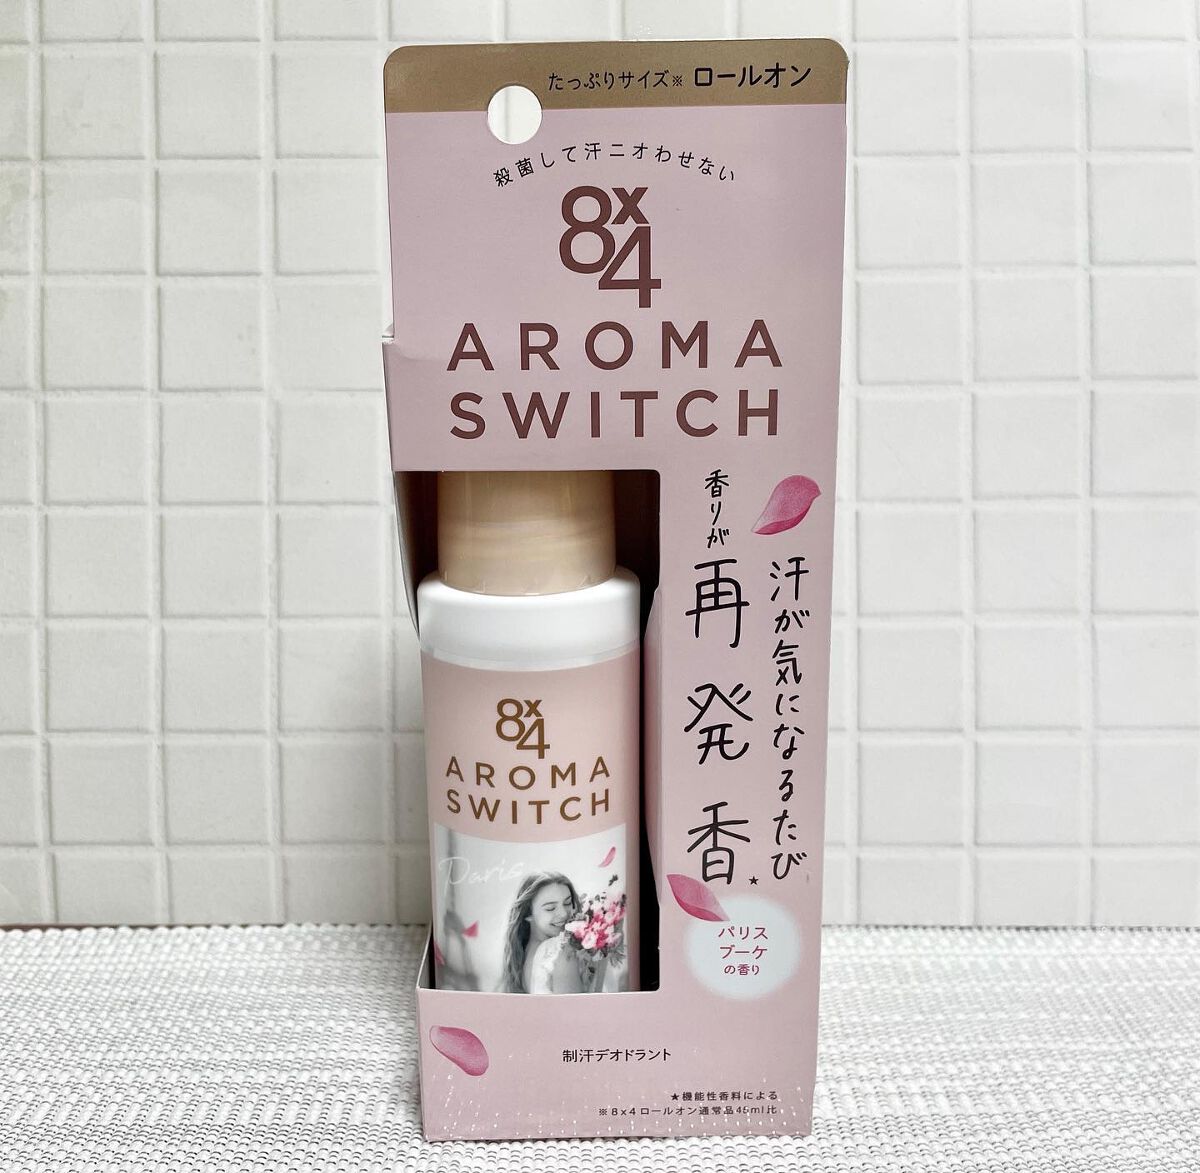 たっぷりサイズ※ ロールオン
殺菌して汗ニオわせない
8x4
AROMA
SWITCH
汗が気になるたび
香りが
再発香★
パリス
ブーケ
の香り
8x4
AROMA
SWITCH
Paris
制汗デオドラント
★機能性香料による
※8x4ロールオン通常品45ml比